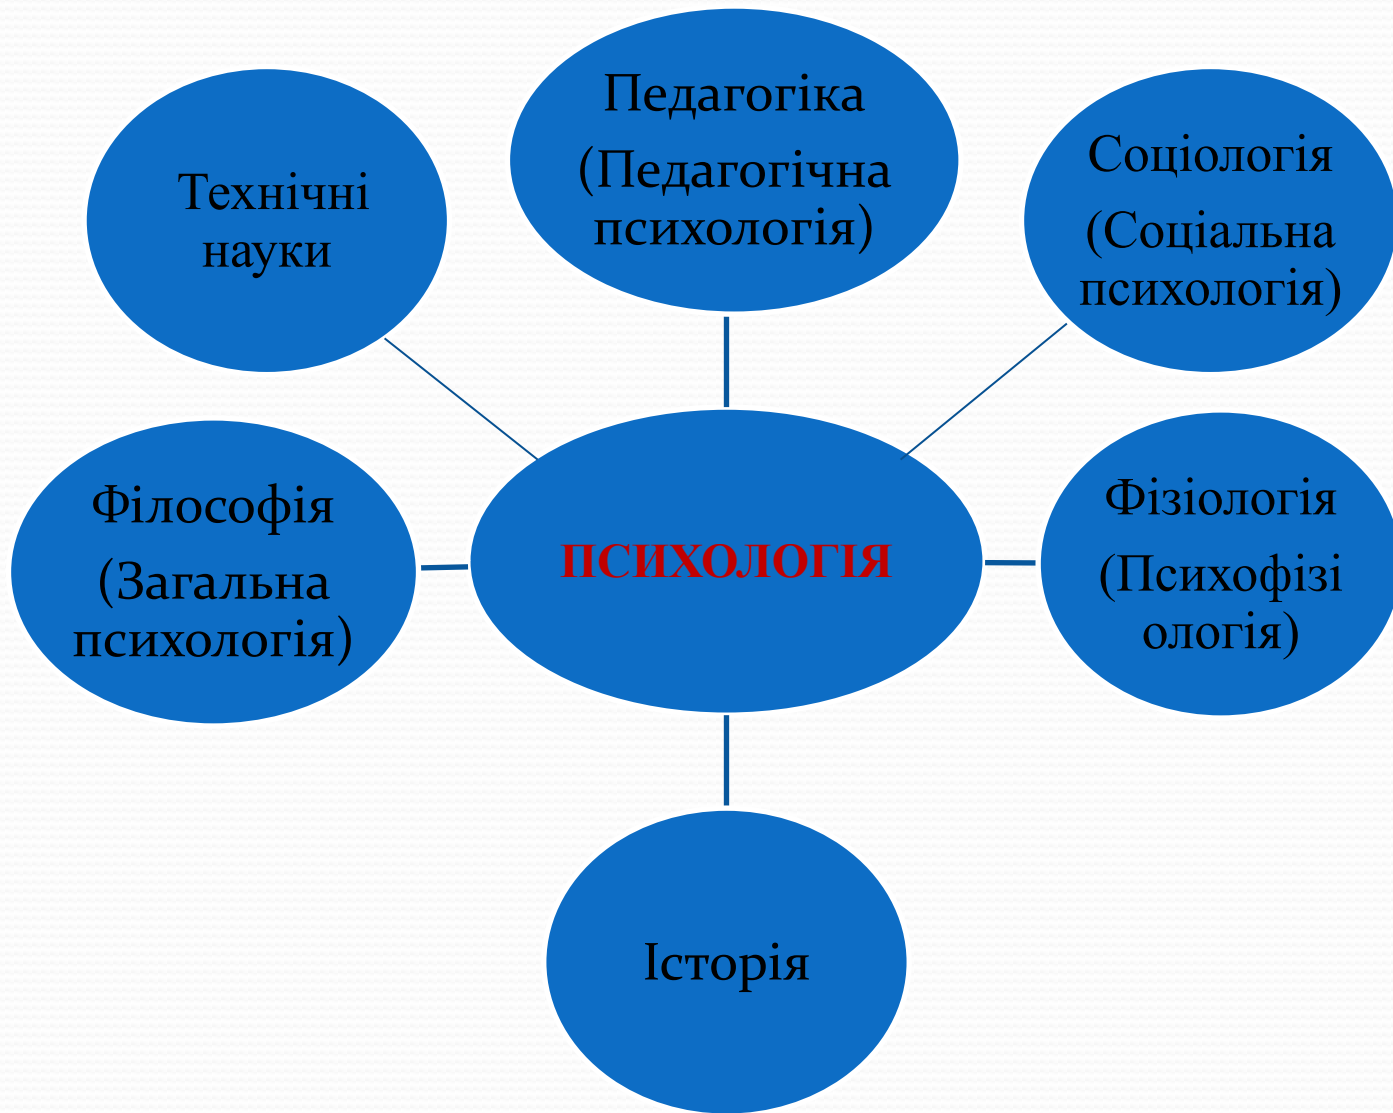 Педагогіка
(Педагогічна
психологія)
Технічні
науки
Соціологія
(Соціальна
психологія)
Філософія
(Загальна
психологія)
ПСИХОЛОГІЯ
Фізіологія
(Психофізі
ологія)
Історія